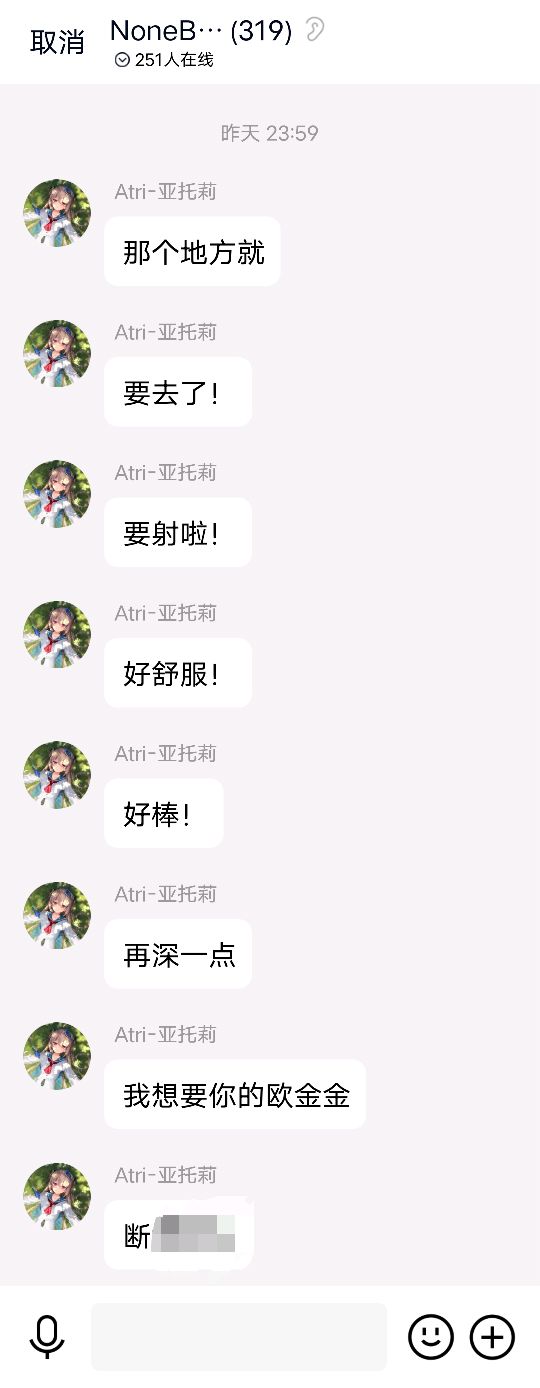 取消
NoneB··· (319)
251人在线
昨天 23:59
Atri-亚托莉
那个地方就
Atri-亚托莉
要去了！
Atri-亚托莉
要射啦！
Atri-亚托莉
好舒服！
Atri-亚托莉
好棒！
Atri-亚托莉
再深一点
Atri-亚托莉
我想要你的欧金金
Atri-亚托莉
断